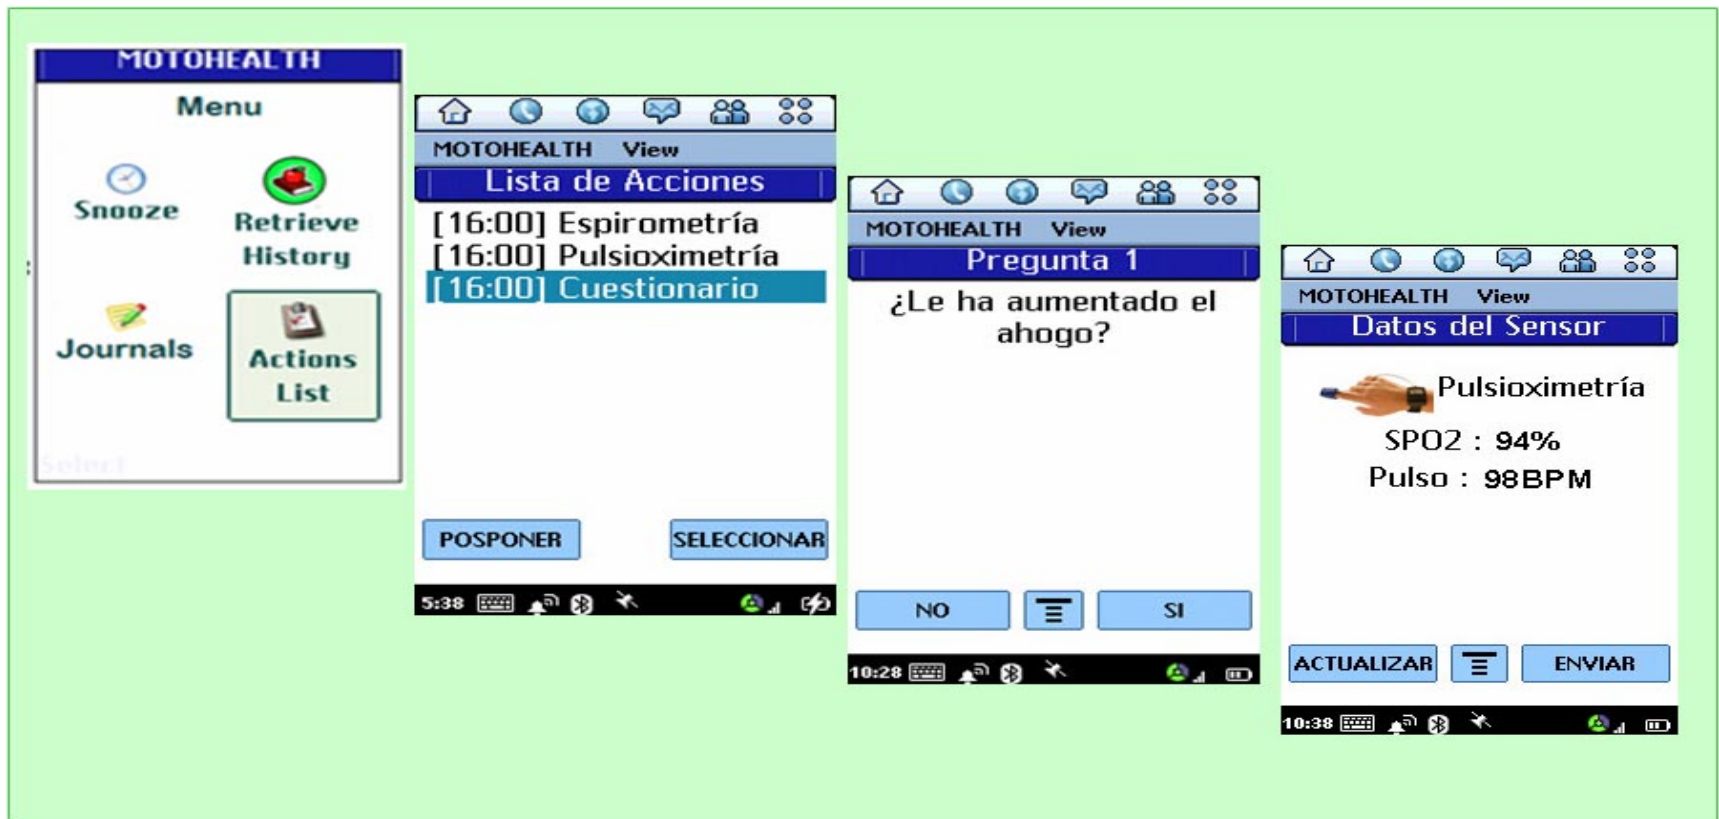 MOTOHEALTH
Menu
Snooze
Retrieve
History
Journals
Actions
List
Select
MOTOHEALTH View
Lista de Acciones
[16:00] Espirometría
[16:00] Pulsioximetría
[16:00] Cuestionario
POSPONER SELECCIONAR
5:38
MOTOHEALTH View
Pregunta 1
¿Le ha aumentado el
ahogo?
NO SI
10:28
MOTOHEALTH View
Datos del Sensor
Pulsioximetría
SPO2 : 94%
Pulso : 98BPM
ACTUALIZAR ENVIAR
10:38